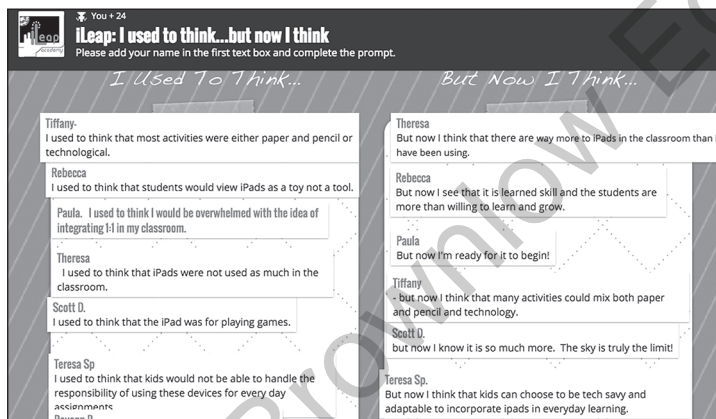 You + 24
iLeap: I used to think...but now I think
Please add your name in the first text box and complete the prompt.
iLeap
academy
I Used To Think...
Tiffany-
I used to think that most activities were either paper and pencil or
technological.
Rebecca
I used to think that students would view iPads as a toy not a tool.
Paula. I used to think I would be overwhelmed with the idea of
integrating 1:1 in my classroom.
Theresa
I used to think that iPads were not used as much in the
classroom.
Scott D.
I used to think that the iPad was for playing games.
Teresa Sp
I used to think that kids would not be able to handle the
responsibility of using these devices for every day
assignments
But Now I Think...
Theresa
But now I think that there are way more to iPads in the classroom than I
have been using.
Rebecca
But now I see that it is learned skill and the students are
more than willing to learn and grow.
Paula
But now I'm ready for it to begin!
Tiffany
- but now I think that many activities could mix both paper
and pencil and technology.
Scott D.
but now I know it is so much more. The sky is truly the limit!
Teresa Sp.
But now I think that kids can choose to be tech savy and
adaptable to incorporate ipads in everyday learning.
Brownlow